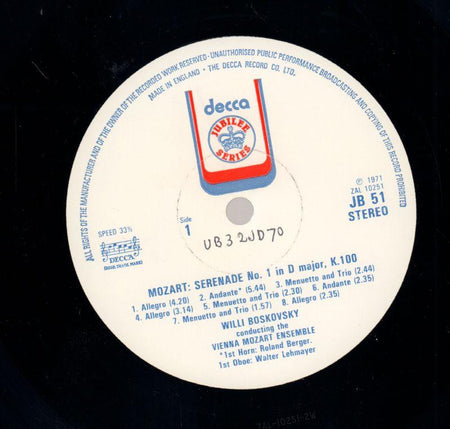 ALL RIGHTS OF THE MANUFACTURER AND OF THE OWNER OF THE RECORDED WORK RESERVED · UNAUTHORISED PUBLIC PERFORMANCE BROADCASTING AND COPYING OF THIS RECORD PROHIBITED
MADE IN ENGLAND · THE DECCA RECORD CO. LTD.
decca
JUBILEE
SERIES
℗ 1971
ZAL 10251
JB 51
STEREO
Side
1
SPEED 33⅓
DECCA
UB32JD70
MOZART: SERENADE No. 1 in D major, K.100
1. Allegro (4.20) 2. Andante* (5.44) 3. Menuetto and Trio (2.44)
4. Allegro (3.14) 5. Menuetto and Trio (2.30) 6. Andante (2.35)
7. Menuetto and Trio (1.57) 8. Allegro (2.35)
WILLI BOSKOVSKY
conducting the
VIENNA MOZART ENSEMBLE
*1st Horn: Roland Berger.
1st Oboe: Walter Lehmayer